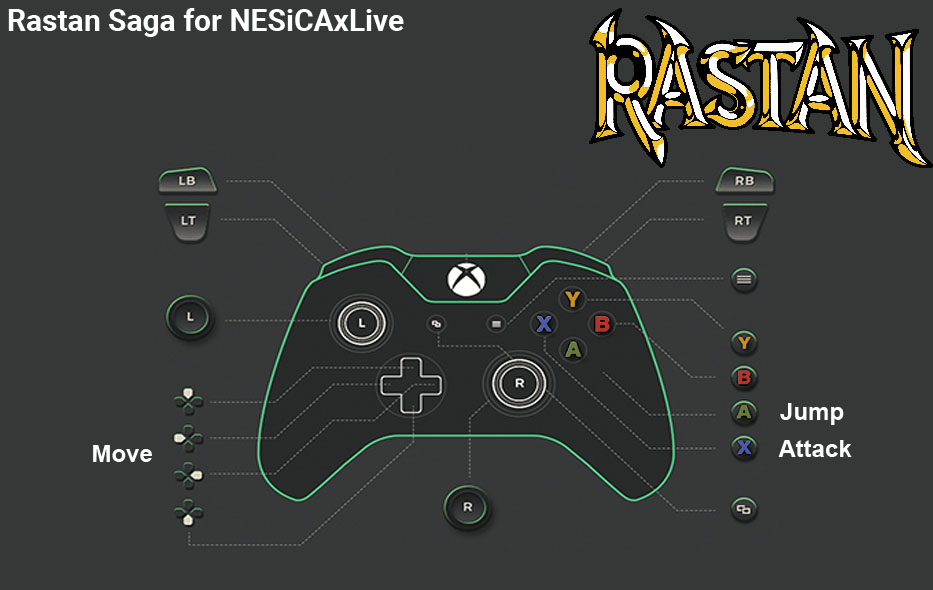 Rastan Saga for NESiCAxLive
RASTAN
LB
RB
LT
RT
Y
L
L
X
B
A
Y
R
B
A
Jump
Move
X
Attack
R